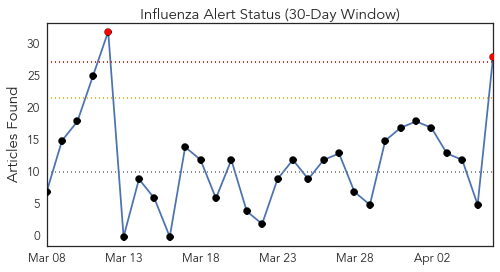 Influenza Alert Status (30-Day Window)
Articles Found
30
25
20
15
10
5
0
Mar 08 Mar 13 Mar 18 Mar 23 Mar 28 Apr 02